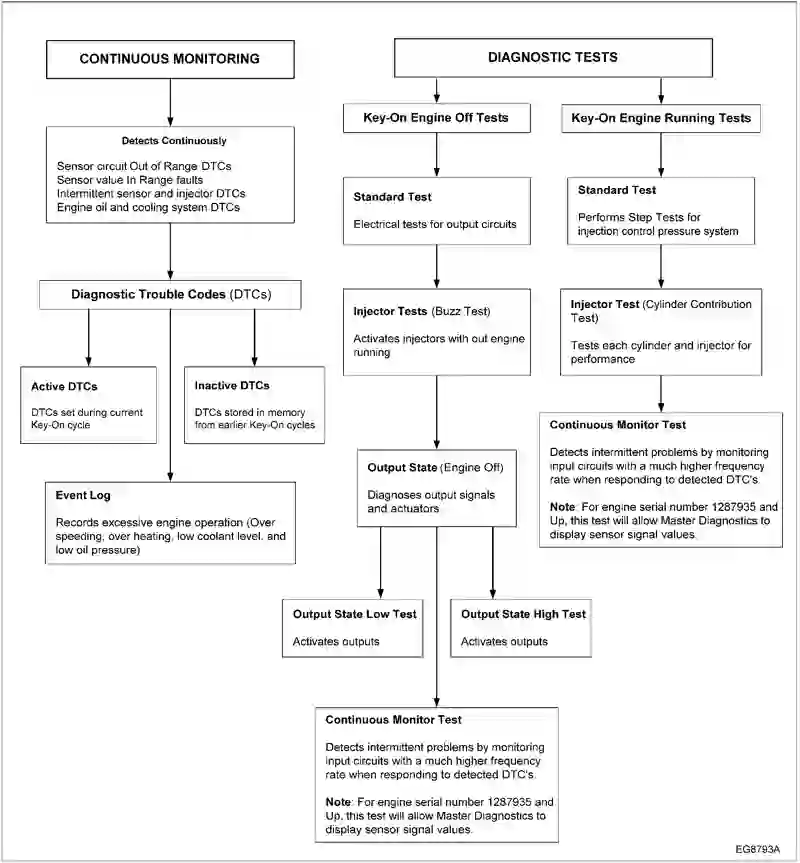 CONTINUOUS MONITORING
Detects Continuously
Sensor circuit Out of Range DTCs
Sensor value In Range faults
Intermittent sensor and injector DTCs
Engine oil and cooling system DTCs
Diagnostic Trouble Codes (DTCs)
Active DTCs
DTCs set during current
Key-On cycle
Inactive DTCs
DTCs stored in memory
from earlier Key-On cycles
Event Log
Records excessive engine operation (Over
speeding, over heating, low coolant level, and
low oil pressure)
DIAGNOSTIC TESTS
Key-On Engine Off Tests
Standard Test
Electrical tests for output circuits
Injector Tests (Buzz Test)
Activates injectors with out engine
running
Output State (Engine Off)
Diagnoses output signals
and actuators
Output State Low Test
Activates outputs
Output State High Test
Activates outputs
Continuous Monitor Test
Detects intermittent problems by monitoring
input circuits with a much higher frequency
rate when responding to detected DTC's.
Note: For engine serial number 1287935 and
Up, this test will allow Master Diagnostics to
display sensor signal values.
Key-On Engine Running Tests
Standard Test
Performs Step Tests for
injection control pressure system
Injector Test (Cylinder Contribution
Test)
Tests each cylinder and injector for
performance
Continuous Monitor Test
Detects intermittent problems by monitoring
input circuits with a much higher frequency
rate when responding to detected DTC's.
Note: For engine serial number 1287935 and
Up, this test will allow Master Diagnostics to
display sensor signal values.
EG8793A